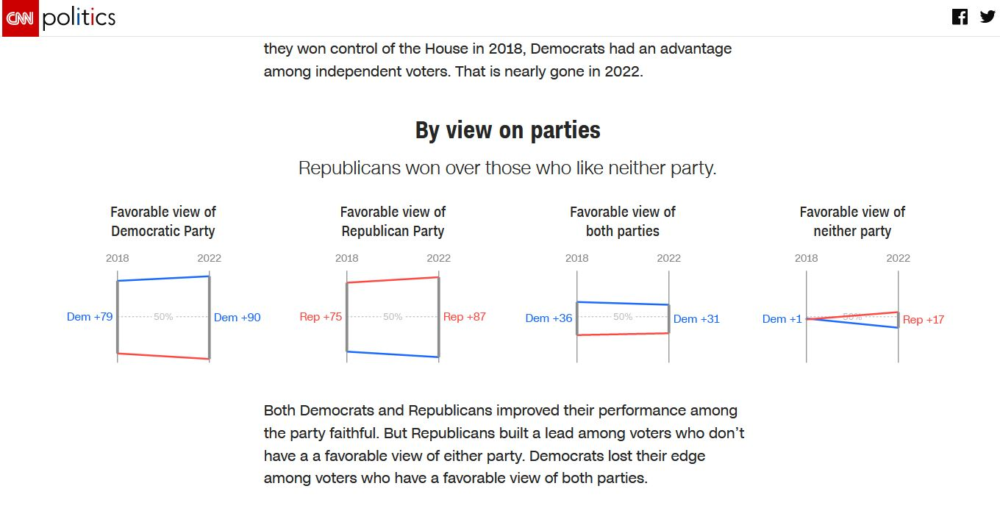 CNN politics
they won control of the House in 2018, Democrats had an advantage
among independent voters. That is nearly gone in 2022.
By view on parties
Republicans won over those who like neither party.
Favorable view of
Democratic Party
2018 2022
Dem +79 50% Dem +90
Favorable view of
Republican Party
2018 2022
Rep +75 50% Rep +87
Favorable view of
both parties
2018 2022
Dem +36 50% Dem +31
Favorable view of
neither party
2018 2022
Dem +1 50% Rep +17
Both Democrats and Republicans improved their performance among
the party faithful. But Republicans built a lead among voters who don’t
have a a favorable view of either party. Democrats lost their edge
among voters who have a favorable view of both parties.